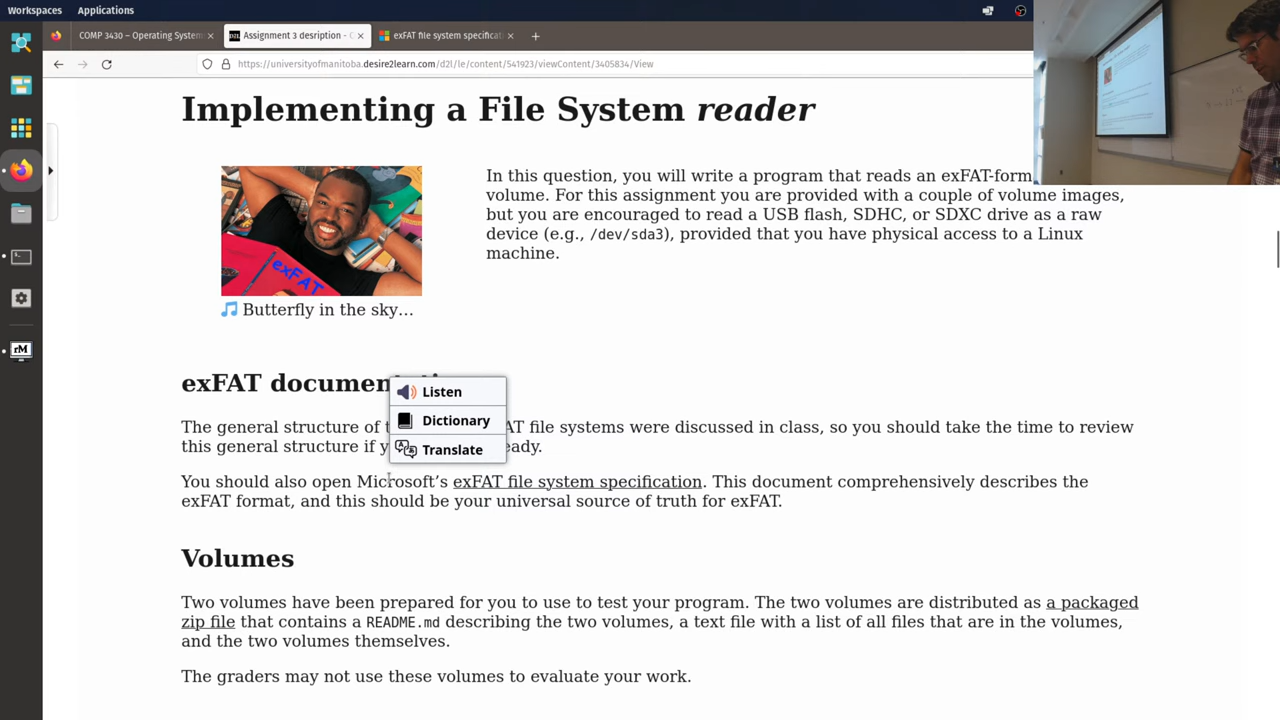 Workspaces Applications
COMP 3430 – Operating System
Assignment 3 desription -
exFAT file system specificat
https://universityofmanitoba.desire2learn.com/d2l/le/content/541923/viewContent/3405834/View
Implementing a File System reader
In this question, you will write a program that reads an exFAT-form
volume. For this assignment you are provided with a couple of volume images,
but you are encouraged to read a USB flash, SDHC, or SDXC drive as a raw
device (e.g., /dev/sda3), provided that you have physical access to a Linux
machine.
exFAT
🎵 Butterfly in the sky…
exFAT documen
Listen
Dictionary
Translate
The general structure of AT file systems were discussed in class, so you should take the time to review
this general structure if y eady.
You should also open Microsoft’s exFAT file system specification. This document comprehensively describes the
exFAT format, and this should be your universal source of truth for exFAT.
Volumes
Two volumes have been prepared for you to use to test your program. The two volumes are distributed as a packaged
zip file that contains a README.md describing the two volumes, a text file with a list of all files that are in the volumes,
and the two volumes themselves.
The graders may not use these volumes to evaluate your work.
rM